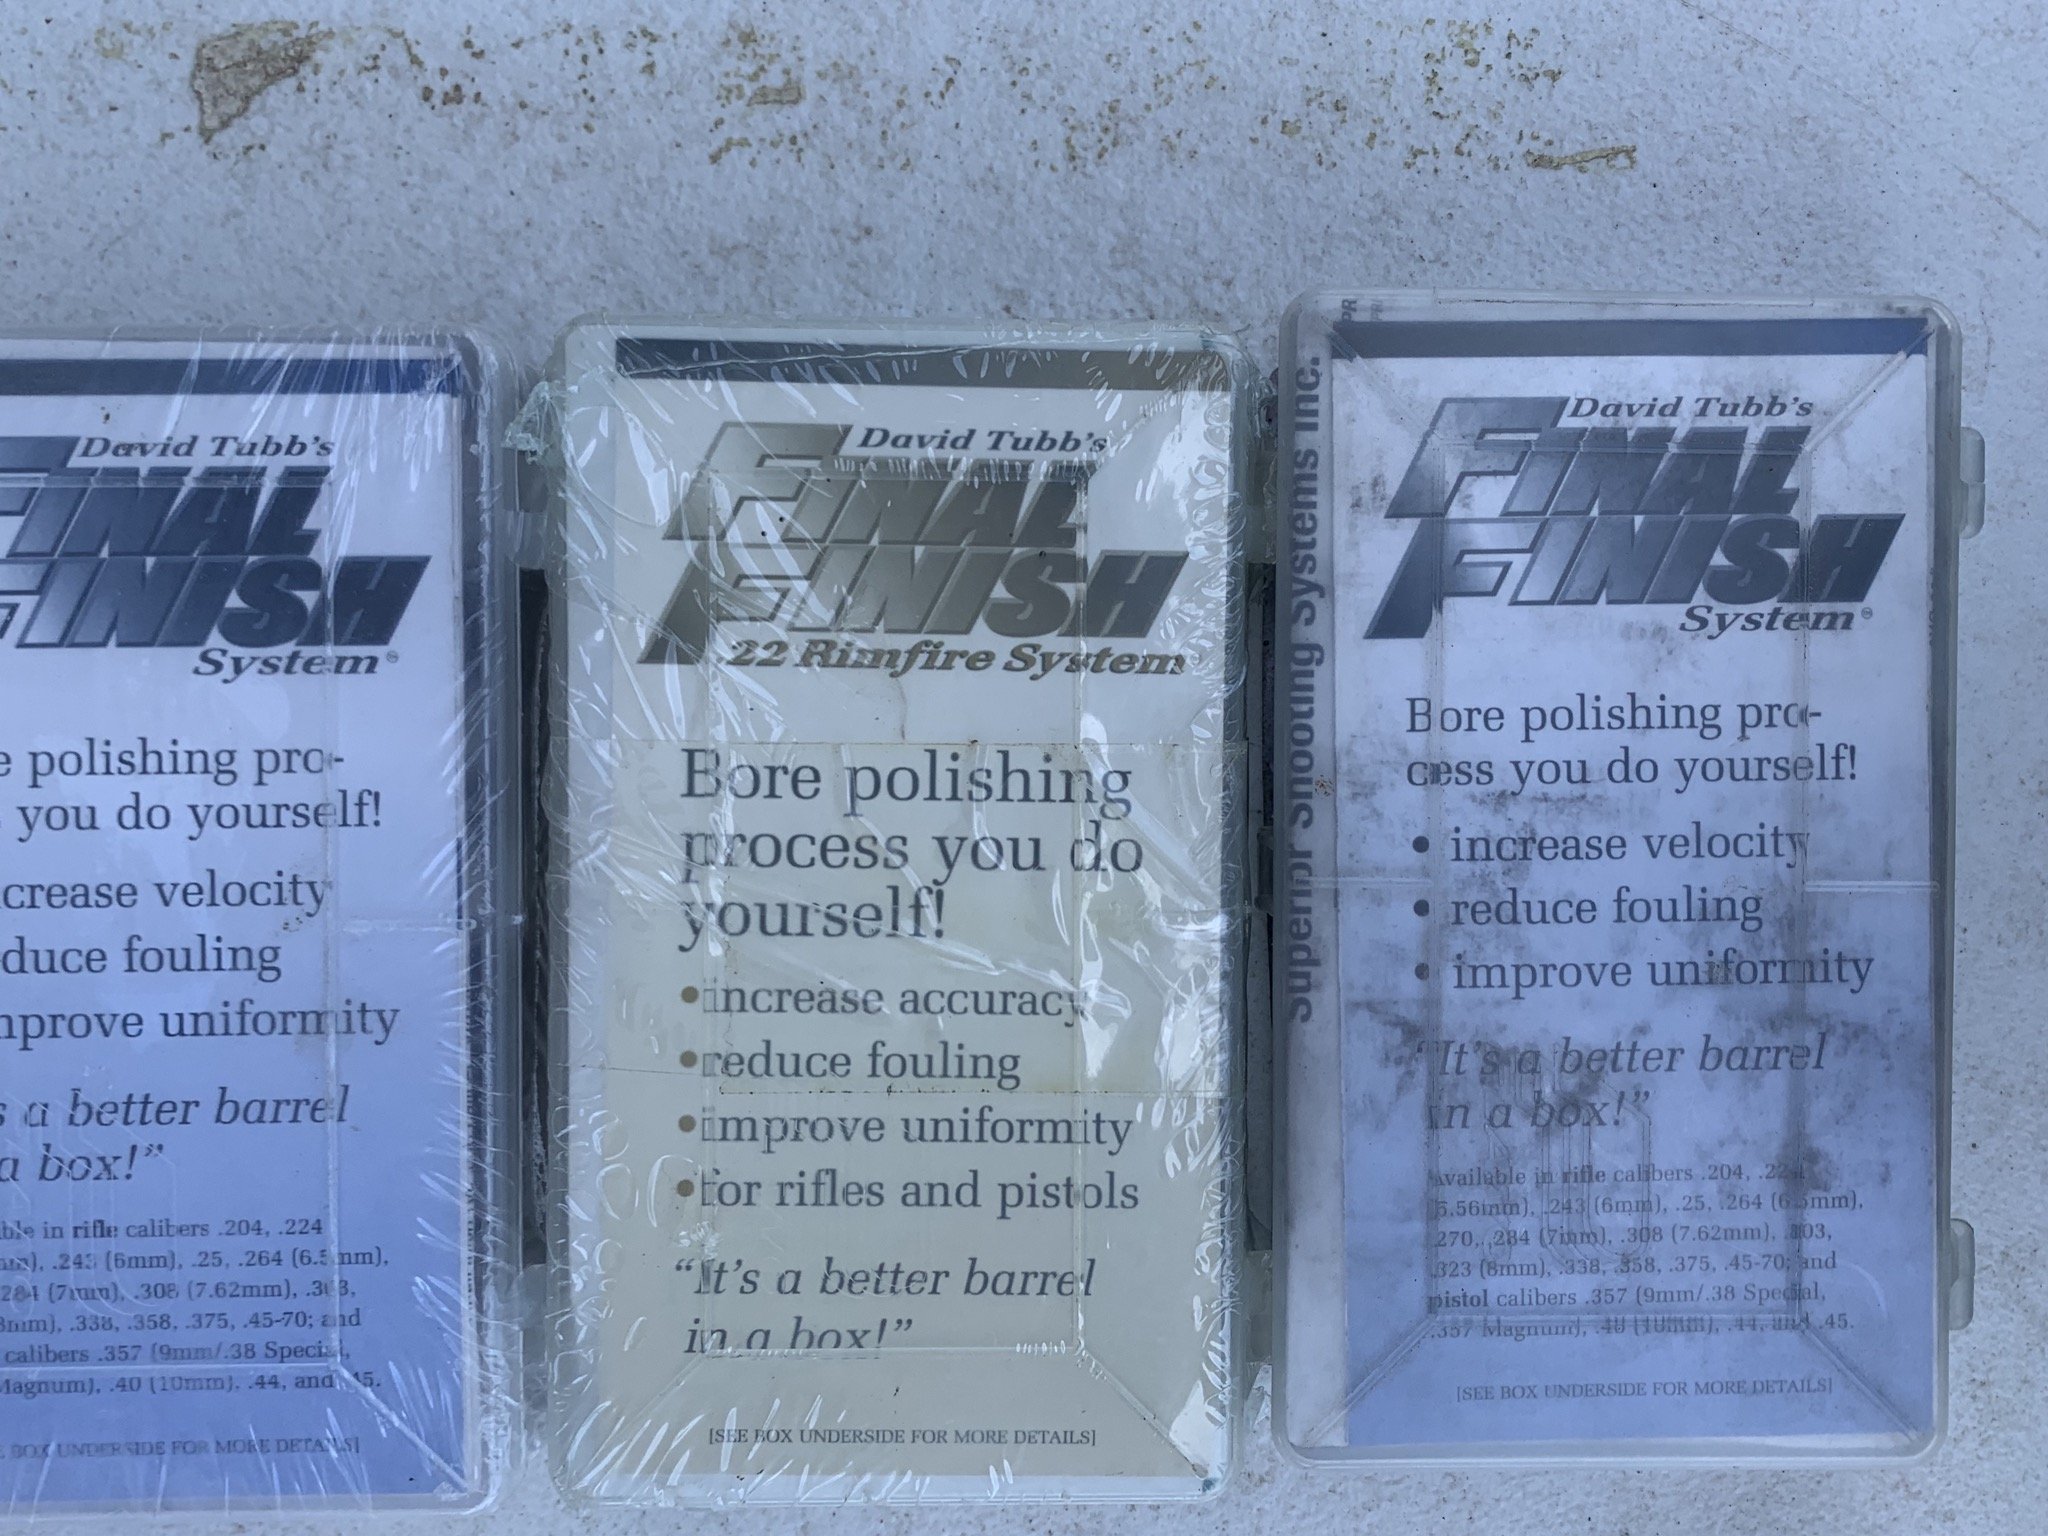 David Tubb's
FINAL
FINISH
System
polishing pro-
you do yourself!
velocity
fouling
uniformity
a better barrel
a box!”
in rifle calibers .204, .224
.243 (6mm), .25, .264 (6.5mm),
.284 (7mm), .308 (7.62mm), .303,
.338, .358, .375, .45-70; and
calibers .357 (9mm/.38 Special,
.40 (10mm), .44, and .45.
BOX UNDERSIDE FOR MORE DETAILS]
David Tubb's
FINAL
FINISH
.22 Rimfire System
Bore polishing
process you do
yourself!
•increase accuracy
•reduce fouling
•improve uniformity
•for rifles and pistols
“It's a better barrel
in a box!”
[SEE BOX UNDERSIDE FOR MORE DETAILS]
Superior Shooting Systems Inc.
David Tubb's
FINAL
FINISH
System
Bore polishing pro-
cess you do yourself!
• increase velocity
• reduce fouling
• improve uniformity
“It's a better barrel
in a box!”
Available in rifle calibers .204, .224
(5.56mm), .243 (6mm), .25, .264 (6.5mm),
.270, .284 (7mm), .308 (7.62mm), .303,
.323 (8mm), .338, .358, .375, .45-70; and
pistol calibers .357 (9mm/.38 Special,
.357 Magnum), .40 (10mm), .44, and .45.
[SEE BOX UNDERSIDE FOR MORE DETAILS]